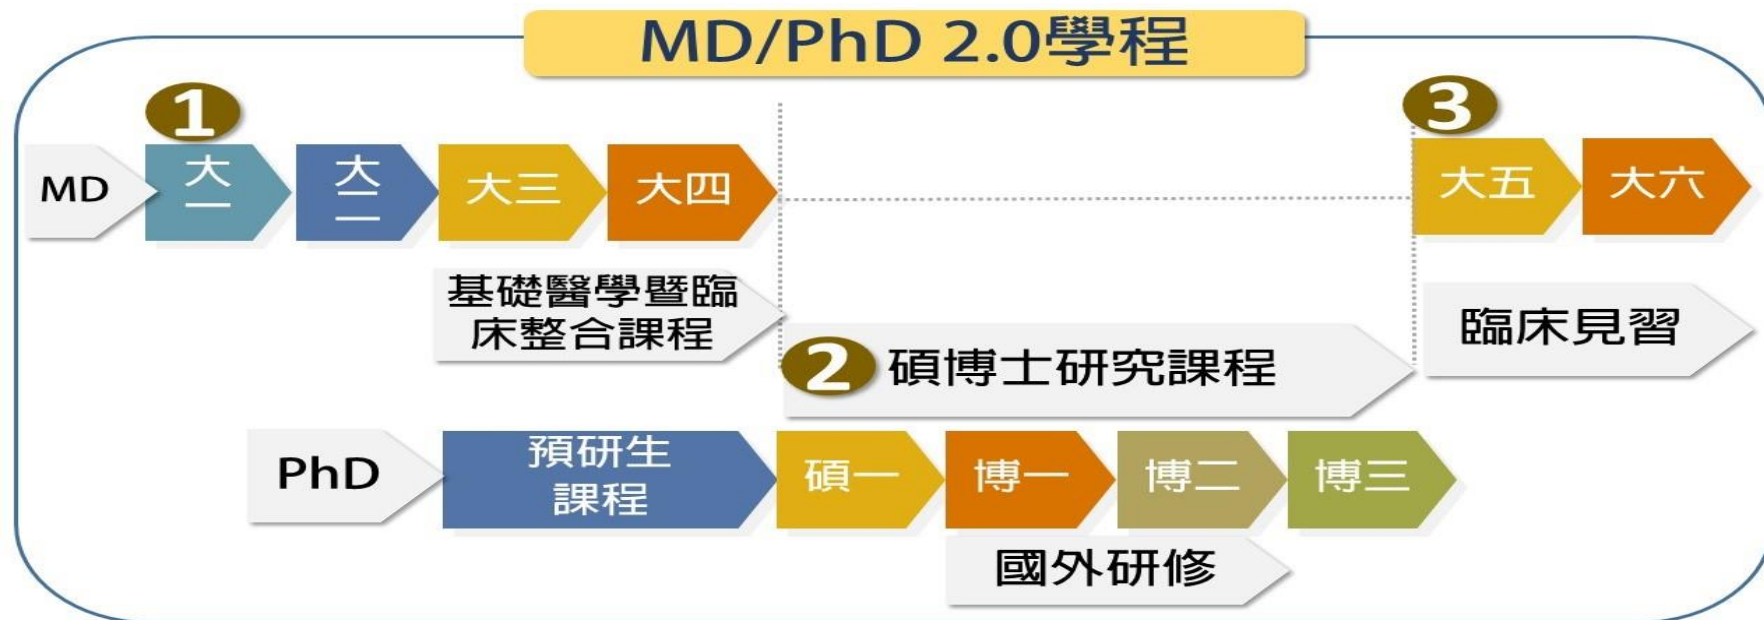 MD/PhD 2.0學程
1
3
MD
大一
大二
大三
大四
大五
大六
基礎醫學暨臨
床整合課程
臨床見習
2
碩博士研究課程
PhD
預研生
課程
碩一
博一
博二
博三
國外研修